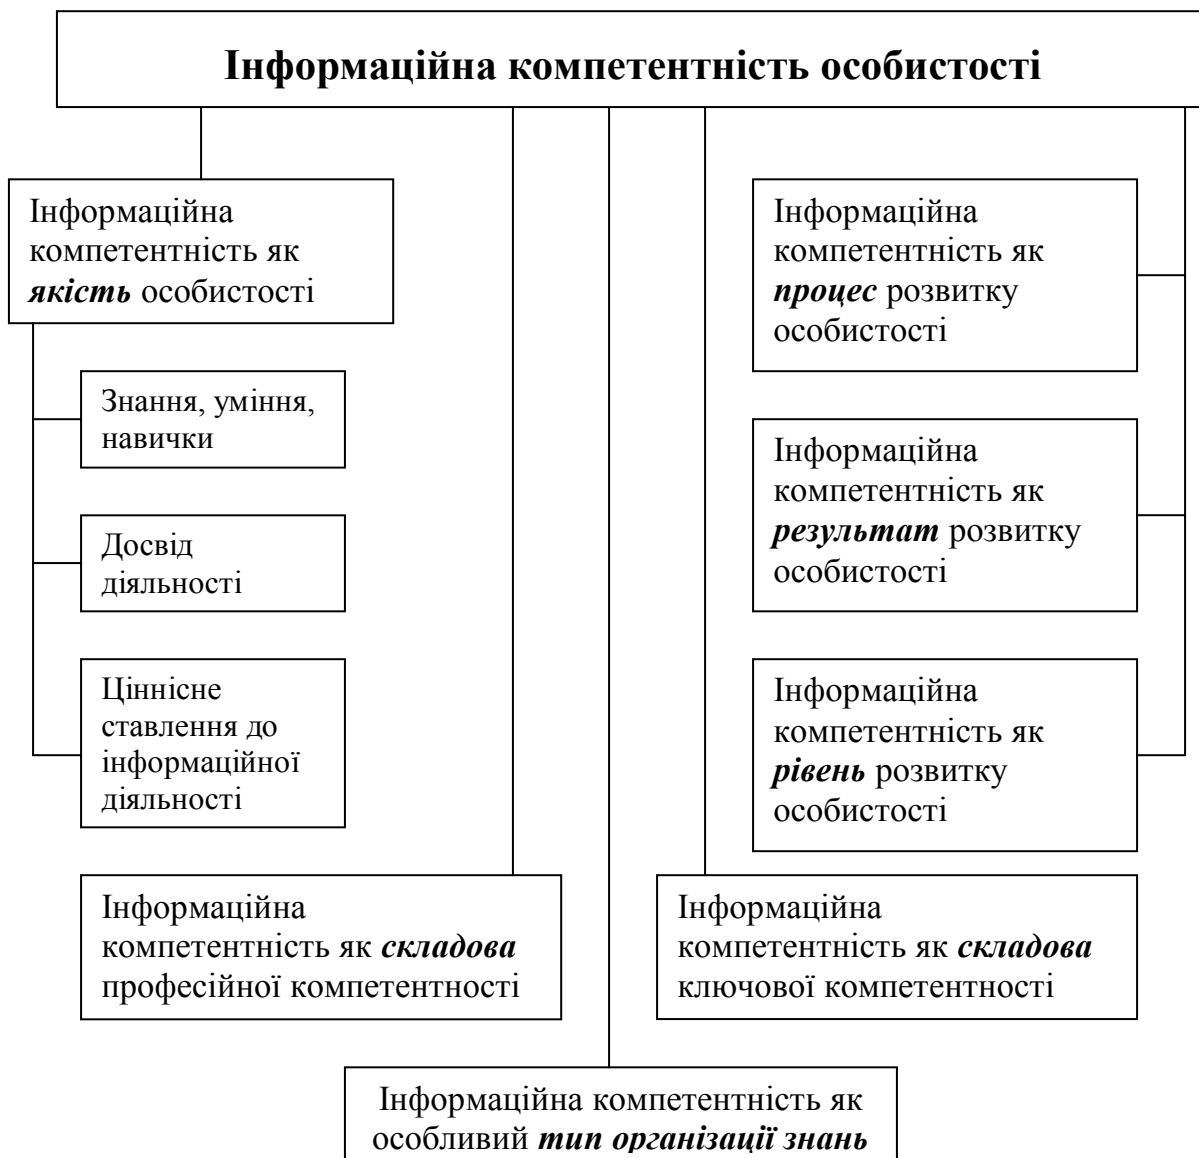 Інформаційна компетентність особистості
Інформаційна
компетентність як
якість особистості
Знання, уміння,
навички
Досвід
діяльності
Ціннісне
ставлення до
інформаційної
діяльності
Інформаційна
компетентність як
процес розвитку
особистості
Інформаційна
компетентність як
результат розвитку
особистості
Інформаційна
компетентність як
рівень розвитку
особистості
Інформаційна
компетентність як складова
професійної компетентності
Інформаційна
компетентність як складова
ключової компетентності
Інформаційна компетентність як
особливий тип організації знань